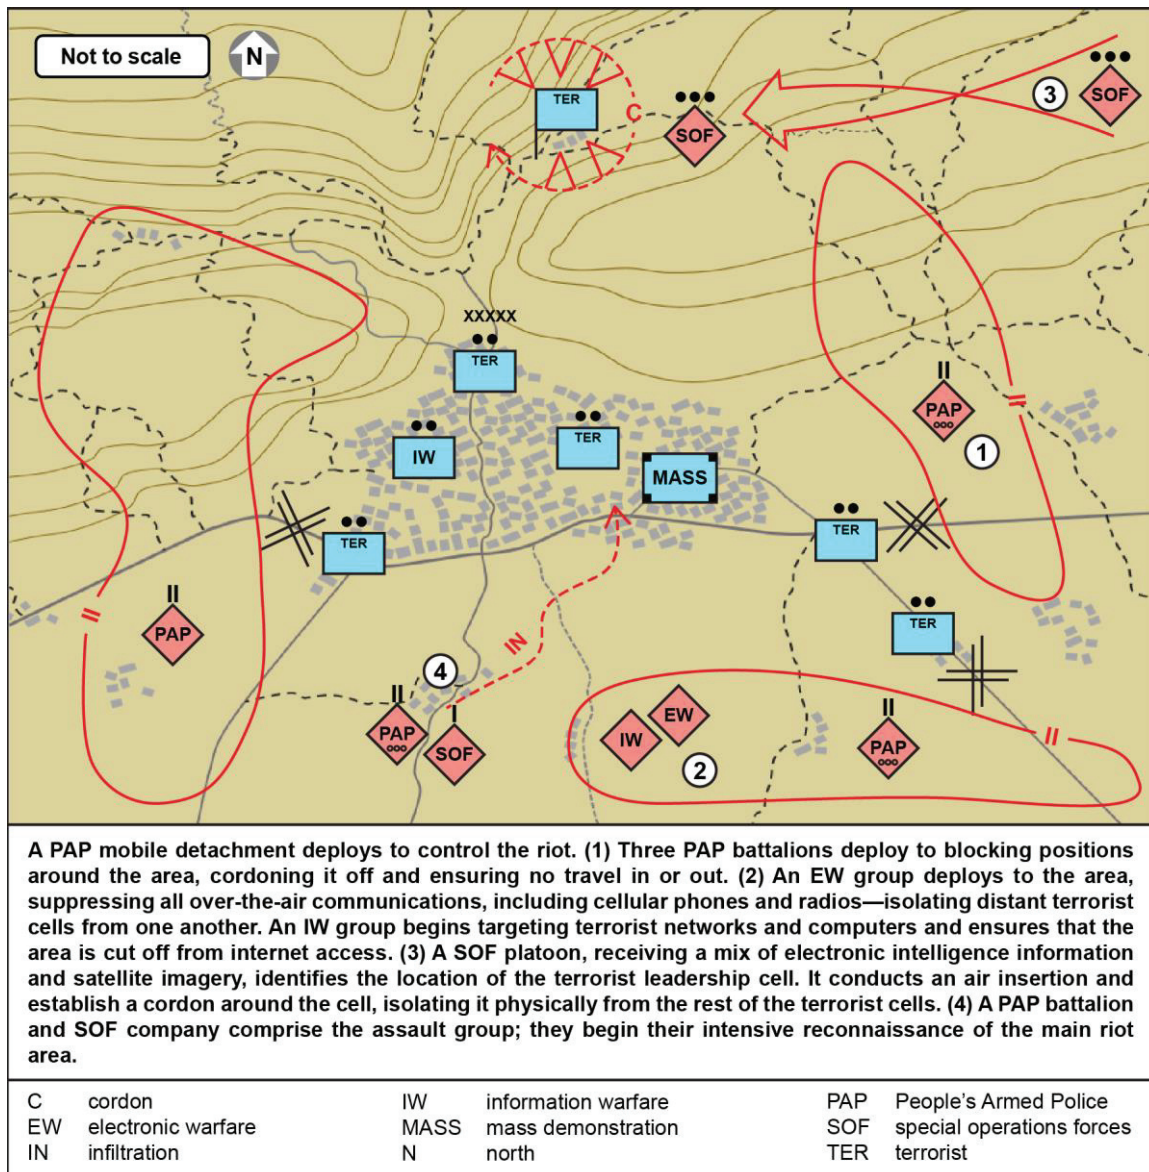 Not to scale
N
TER
C
SOF
3
SOF
XXXXX
TER
II
PAP
1
IW
TER
MASS
II
TER
TER
II
PAP
II
TER
IN
4
II
PAP
I
SOF
EW
IW
2
II
PAP
II
A PAP mobile detachment deploys to control the riot. (1) Three PAP battalions deploy to blocking positions
around the area, cordoning it off and ensuring no travel in or out. (2) An EW group deploys to the area,
suppressing all over-the-air communications, including cellular phones and radios—isolating distant terrorist
cells from one another. An IW group begins targeting terrorist networks and computers and ensures that the
area is cut off from internet access. (3) A SOF platoon, receiving a mix of electronic intelligence information
and satellite imagery, identifies the location of the terrorist leadership cell. It conducts an air insertion and
establish a cordon around the cell, isolating it physically from the rest of the terrorist cells. (4) A PAP battalion
and SOF company comprise the assault group; they begin their intensive reconnaissance of the main riot
area.
C cordon
EW electronic warfare
IN infiltration
IW information warfare
MASS mass demonstration
N north
PAP People's Armed Police
SOF special operations forces
TER terrorist